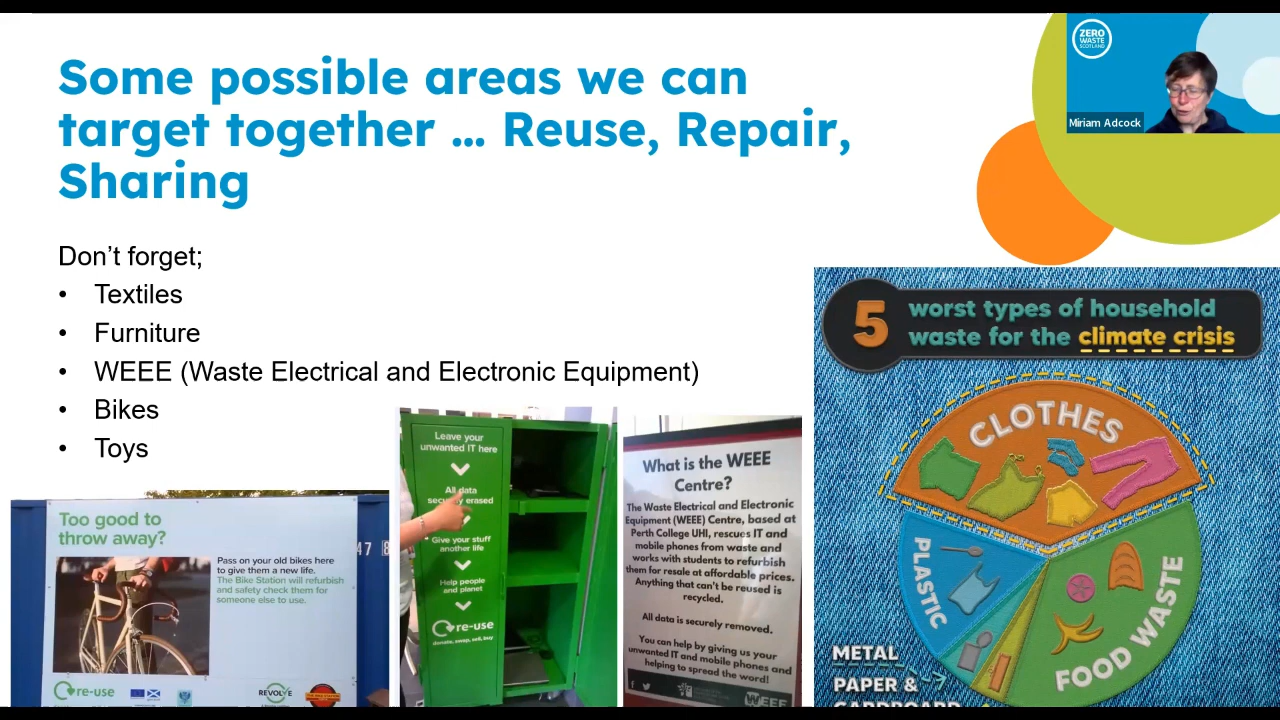 Some possible areas we can
target together ... Reuse, Repair,
Sharing
ZERO
WASTE
SCOTLAND
Miriam Adcock
Don't forget;
• Textiles
• Furniture
• WEEE (Waste Electrical and Electronic Equipment)
• Bikes
• Toys
Too good to
throw away?
Pass on your old bikes here
to give them a new life.
The Bike Station will refurbish
and safety check them for
someone else to use.
re-use
REVOLVE
47 8
Leave your
unwanted IT here
All data
erased
Give your stuff
another life
Help people
and planet
re-use
donate, swap, sell, buy
What is the WEEE
Centre?
The Waste Electrical and Electronic
Equipment (WEEE) Centre, based at
Perth College UHI, rescues IT and
mobile phones from waste and
works with students to refurbish
them for resale at affordable prices.
Anything that can't be reused is
recycled.
All data is securely removed.
You can help by giving us your
unwanted IT and mobile phones and
helping to spread the word!
WEEE
5 worst types of household
waste for the climate crisis
CLOTHES
PLASTIC
FOOD WASTE
METAL
PAPER &
CARDBOARD